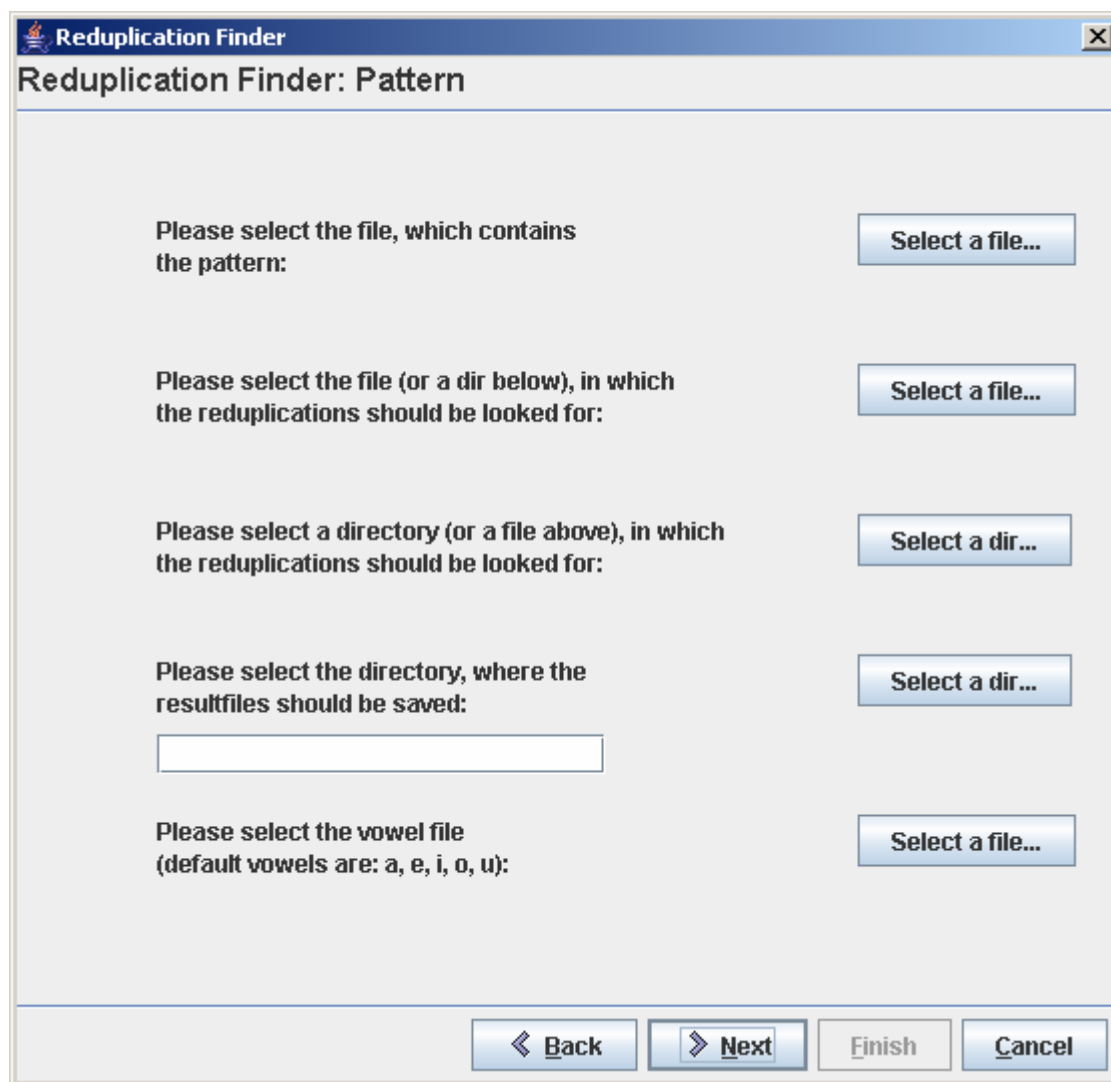 Reduplication Finder
Reduplication Finder: Pattern
Please select the file, which contains
the pattern:
Select a file...
Please select the file (or a dir below), in which
the reduplications should be looked for:
Select a file...
Please select a directory (or a file above), in which
the reduplications should be looked for:
Select a dir...
Please select the directory, where the
resultfiles should be saved:
Select a dir...
Please select the vowel file
(default vowels are: a, e, i, o, u):
Select a file...
Back
Next
Finish
Cancel